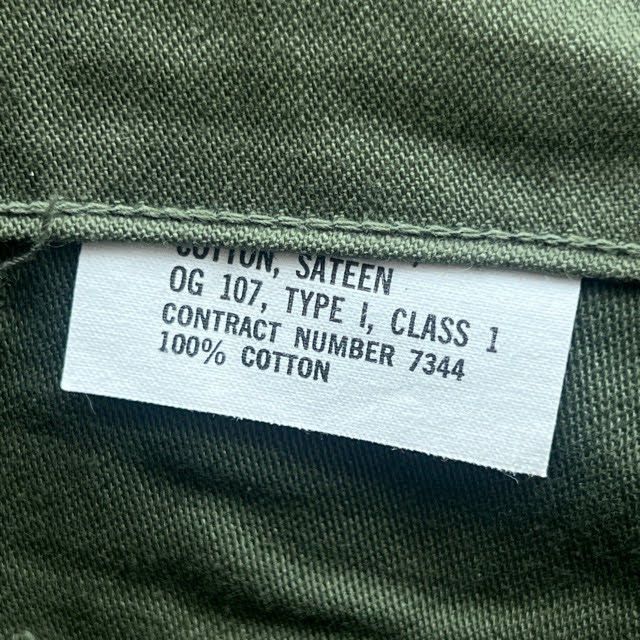 COTTON, SATEEN
OG 107, TYPE I, CLASS 1
CONTRACT NUMBER 7344
100% COTTON